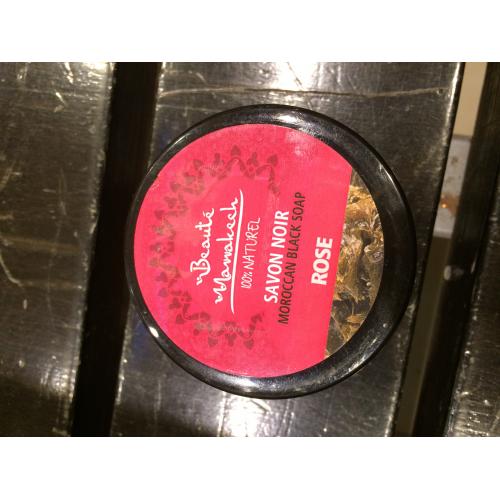 Beauté
Marrakech
100% NATUREL
SAVON NOIR
MOROCCAN BLACK SOAP
ROSE